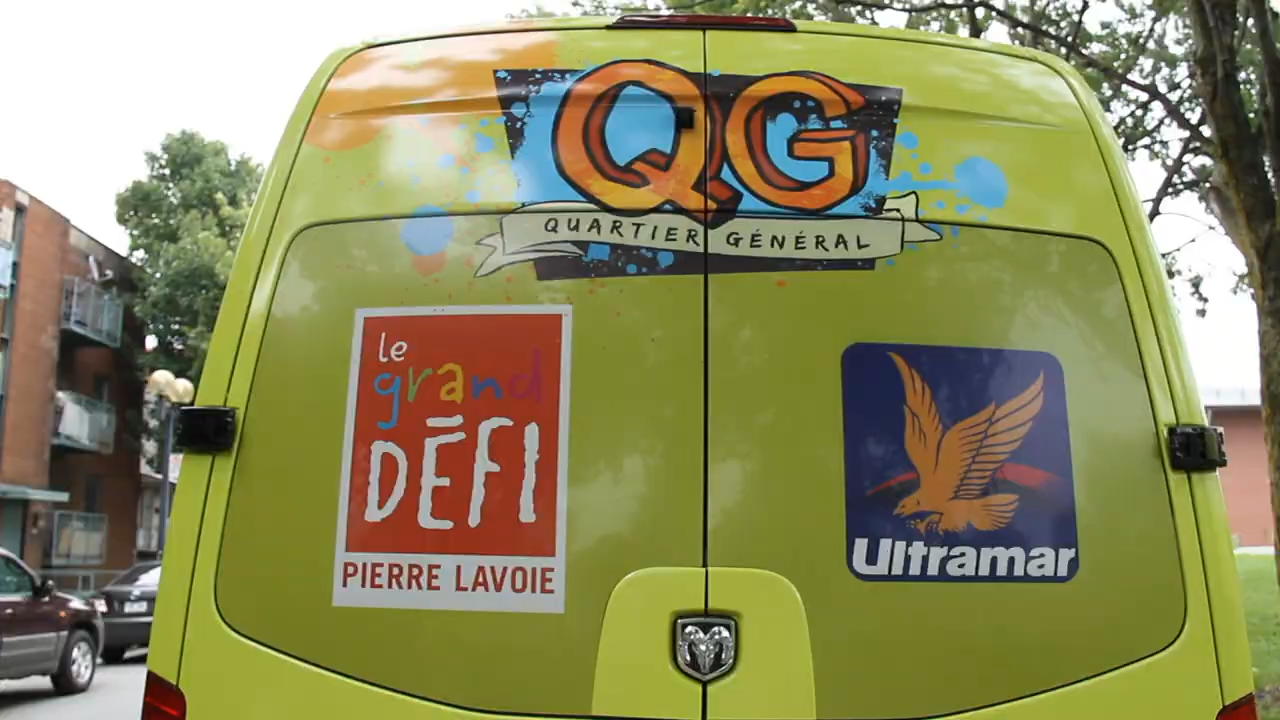 QG
QUARTIER GÉNÉRAL
le
grand
DÉFI
PIERRE LAVOIE
Ultramar